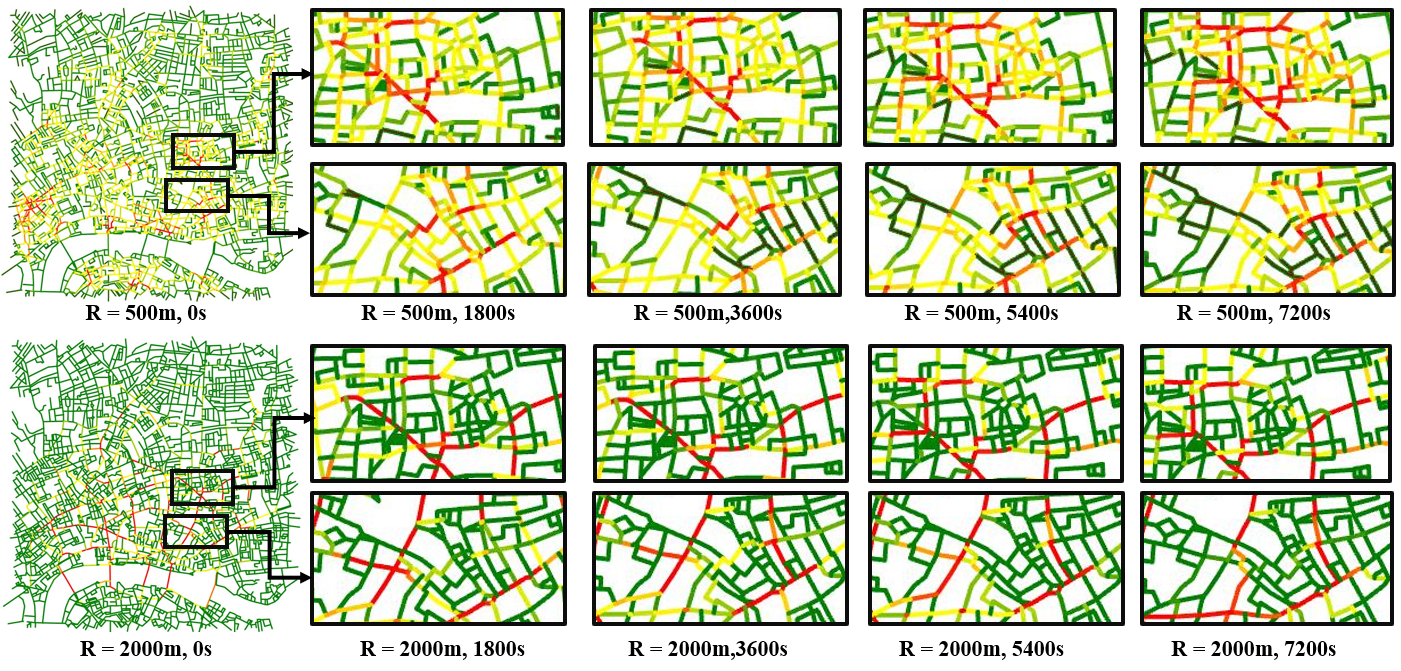 R = 500m, 0s
R = 500m, 1800s
R = 500m,3600s
R = 500m, 5400s
R = 500m, 7200s
R = 2000m, 0s
R = 2000m, 1800s
R = 2000m,3600s
R = 2000m, 5400s
R = 2000m, 7200s